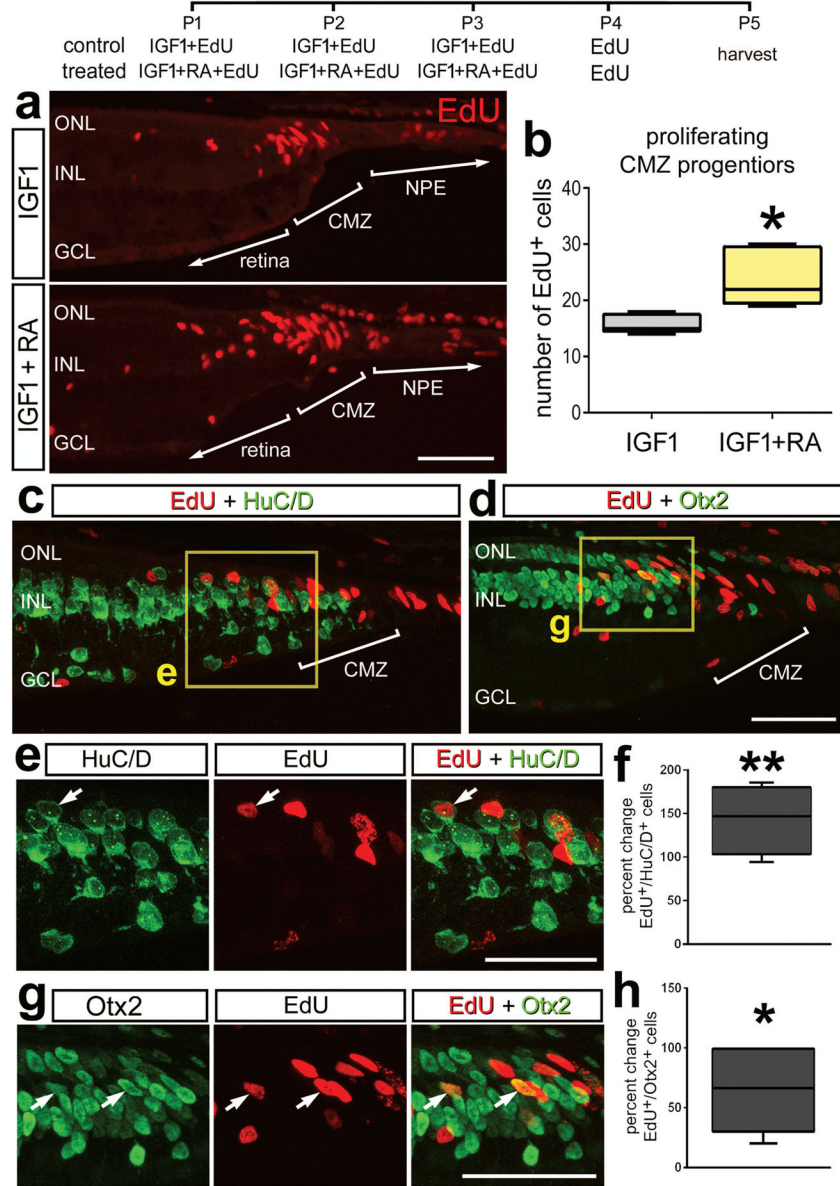 P1 P2 P3 P4 P5
control IGF1+EdU IGF1+EdU IGF1+EdU EdU harvest
treated IGF1+RA+EdU IGF1+RA+EdU IGF1+RA+EdU EdU
a
IGF1
EdU
ONL
INL
GCL
NPE
CMZ
retina
IGF1 + RA
ONL
INL
GCL
NPE
CMZ
retina
b
proliferating
CMZ progentiors
number of EdU+ cells
40
30
20
10
0
IGF1 IGF1+RA
c EdU + HuC/D
ONL
INL
GCL
e
CMZ
d EdU + Otx2
ONL
INL
GCL
g
CMZ
e HuC/D EdU EdU + HuC/D
f
percent change
EdU+/HuC/D+ cells
200
150
100
50
0
**
g Otx2 EdU EdU + Otx2
h
percent change
EdU+/Otx2+ cells
150
100
50
0
*